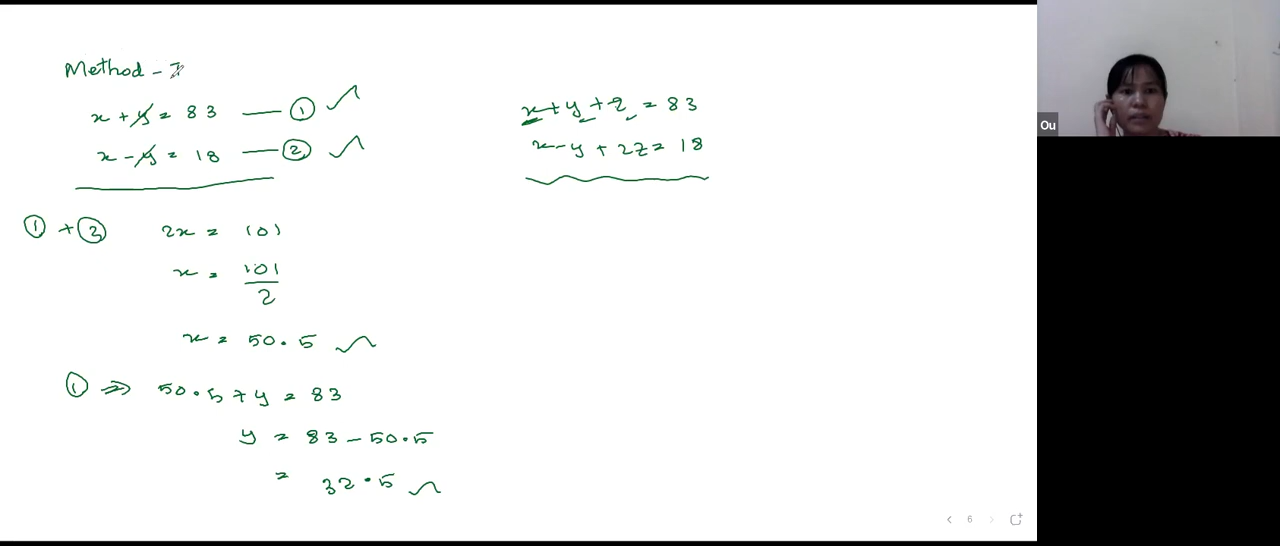 Method - I
x + y = 83 — ①
x - y = 18 — ②
① + ② 2x = 101
x = 101/2
x = 50.5
① ⇒ 50.5 + y = 83
y = 83 - 50.5
= 32.5
x + y + z = 83
x - y + 2z = 18
Ou
6